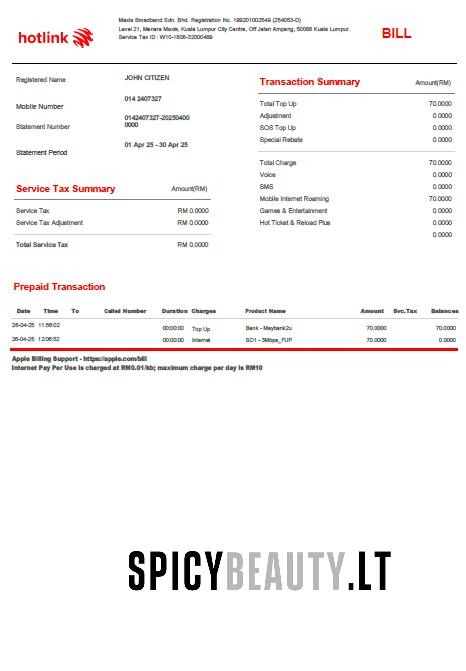 hotlink
Maxis Broadband Sdn. Bhd. Registration No. 199201002549 (254053-D)
Level 21, Menara Maxis, Kuala Lumpur City Centre, Off Jalan Ampang, 50088 Kuala Lumpur.
Service Tax ID : W10-1808-32000489
BILL
Registered Name JOHN CITIZEN
Mobile Number 014 2407327
Statement Number 0142407327-20250400
0000
Statement Period 01 Apr 25 - 30 Apr 25
Transaction Summary Amount(RM)
Total Top Up 70.0000
Adjustment 0.0000
SOS Top Up 0.0000
Special Rebate 0.0000
Total Charge 70.0000
Voice 0.0000
SMS 0.0000
Mobile Internet Roaming 70.0000
Games & Entertainment 0.0000
Hot Ticket & Reload Plus 0.0000
0.0000
Service Tax Summary Amount(RM)
Service Tax RM 0.0000
Service Tax Adjustment RM 0.0000
Total Service Tax RM 0.0000
Prepaid Transaction
Date Time To Called Number Duration Charges Product Name Amount Svc.Tax Balances
26-04-25 11:56:02 00:00:00 Top Up Bank - Maybank2u 70.0000 70.0000
26-04-25 12:06:52 00:00:00 Internet SO1 - 3Mbps_FUP 70.0000 0.0000
Apple Billing Support - https://apple.com/bill
Internet Pay Per Use is charged at RM0.01/kb; maximum charge per day is RM10
SPICYBEAUTY.LT